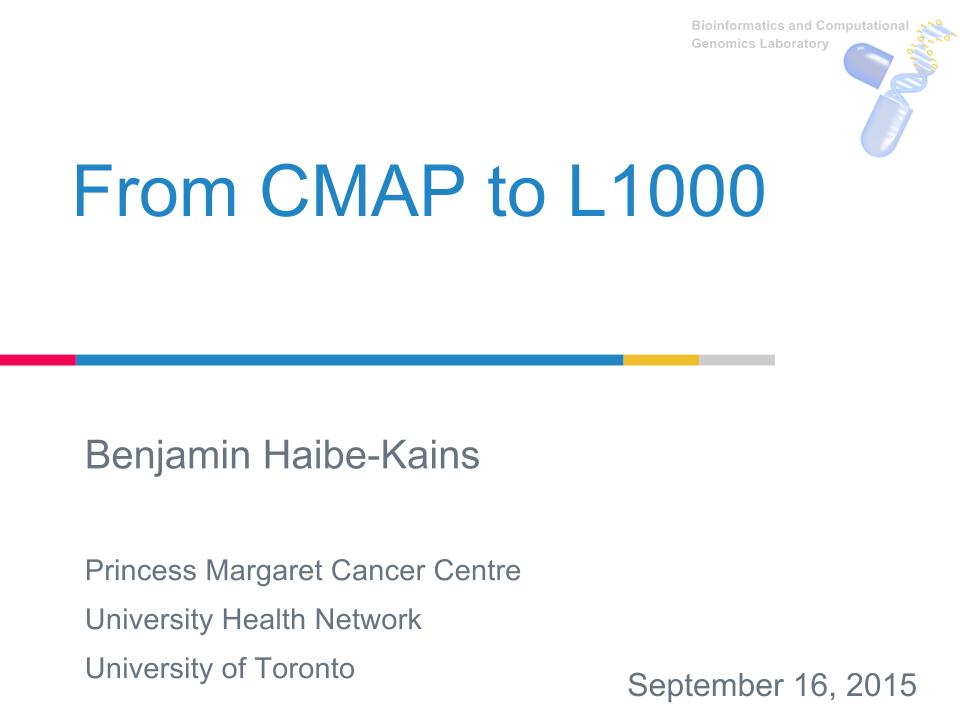 Bioinformatics and Computational
Genomics Laboratory
From CMAP to L1000
Benjamin Haibe-Kains
Princess Margaret Cancer Centre
University Health Network
University of Toronto
September 16, 2015